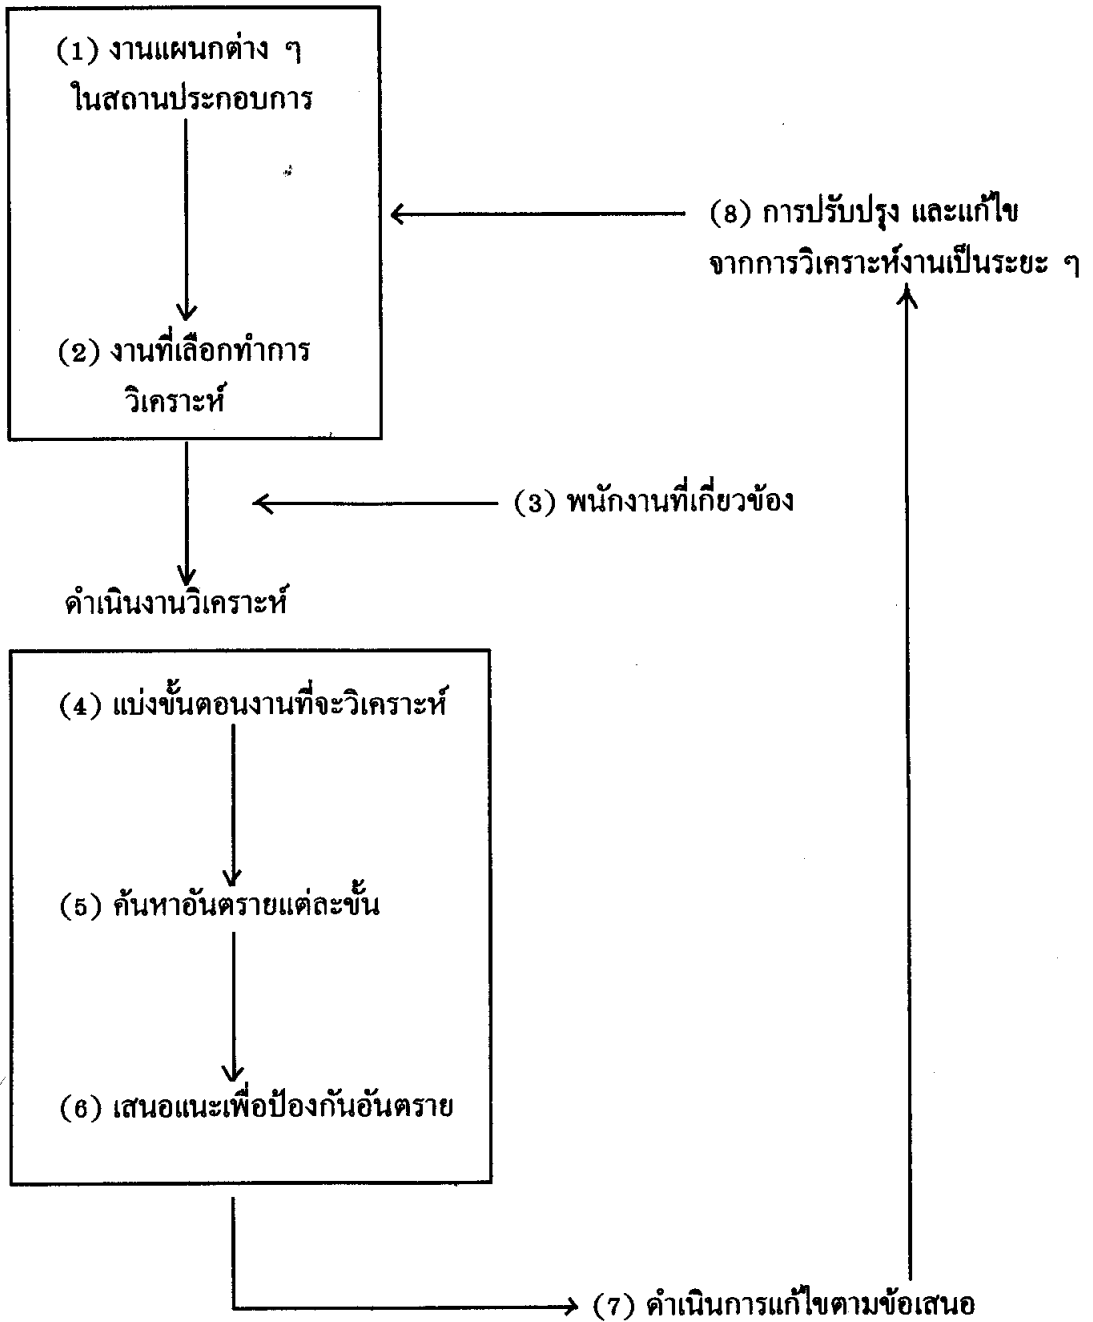 (1) งานแผนกต่าง ๆ
ในสถานประกอบการ
(2) งานที่เลือกทำการ
วิเคราะห์
(3) พนักงานที่เกี่ยวข้อง
ดำเนินงานวิเคราะห์
(4) แบ่งขั้นตอนงานที่จะวิเคราะห์
(5) ค้นหาอันตรายแต่ละขั้น
(6) เสนอแนะเพื่อป้องกันอันตราย
(7) ดำเนินการแก้ไขตามข้อเสนอ
(8) การปรับปรุง และแก้ไข
จากการวิเคราะห์งานเป็นระยะ ๆ